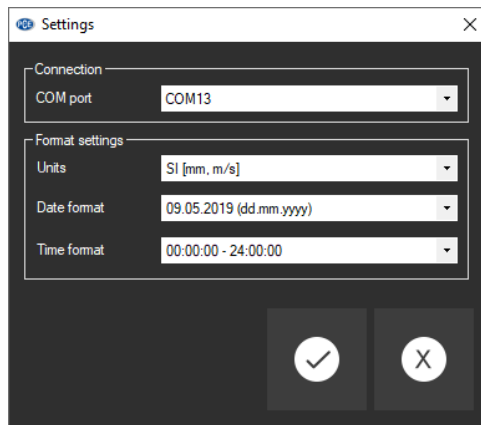 PCE Settings
Connection
COM port COM13
Format settings
Units SI [mm, m/s]
Date format 09.05.2019 (dd.mm.yyyy)
Time format 00:00:00 - 24:00:00
X